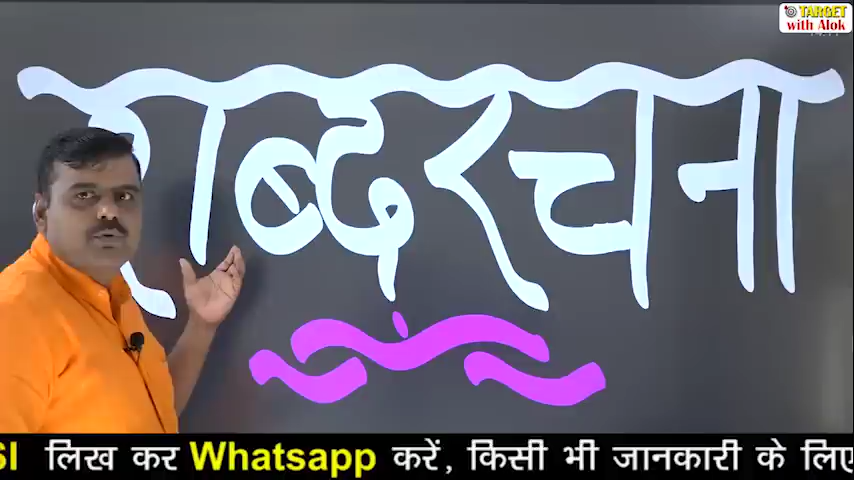 TARGET
with Alok
शब्द रचना
SI लिख कर Whatsapp करें, किसी भी जानकारी के लिए